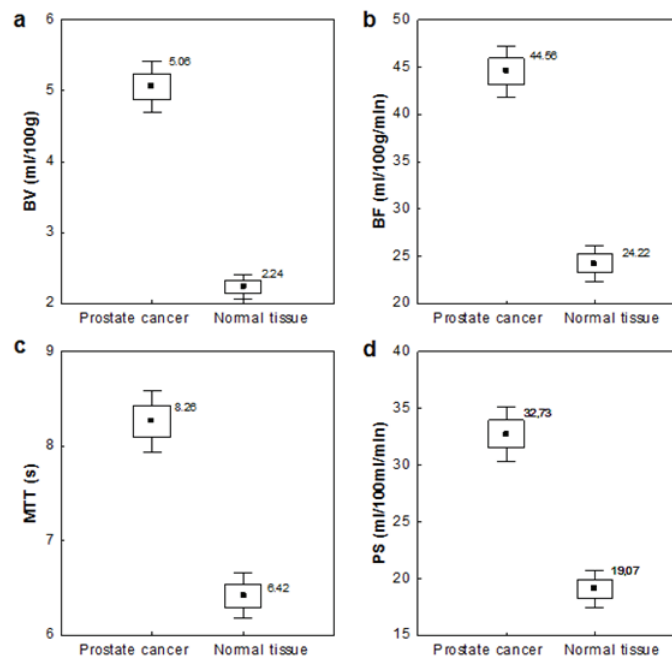 a
6
5
4
3
2
BV (ml/100g)
5.06
2.24
Prostate cancer
Normal tissue
b
50
45
40
35
30
25
20
BF (ml/100g/min)
44.56
24.22
Prostate cancer
Normal tissue
c
9
8
7
6
MTT (s)
8.26
6.42
Prostate cancer
Normal tissue
d
40
35
30
25
20
15
PS (ml/100ml/min)
32,73
19,07
Prostate cancer
Normal tissue